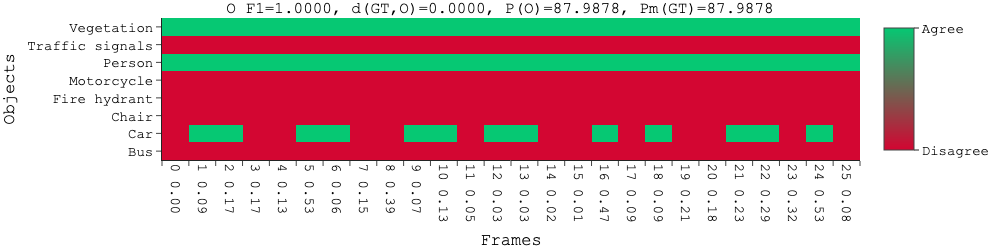 O F1=1.0000, d(GT,O)=0.0000, P(O)=87.9878, Pm(GT)=87.9878
Objects
Vegetation
Traffic signals
Person
Motorcycle
Fire hydrant
Chair
Car
Bus
Agree
Disagree
0 0.00
1 0.09
2 0.17
3 0.17
4 0.13
5 0.53
6 0.06
7 0.15
8 0.39
9 0.07
10 0.13
11 0.05
12 0.03
13 0.03
14 0.02
15 0.01
16 0.47
17 0.09
18 0.09
19 0.21
20 0.18
21 0.23
22 0.29
23 0.32
24 0.53
25 0.08
Frames